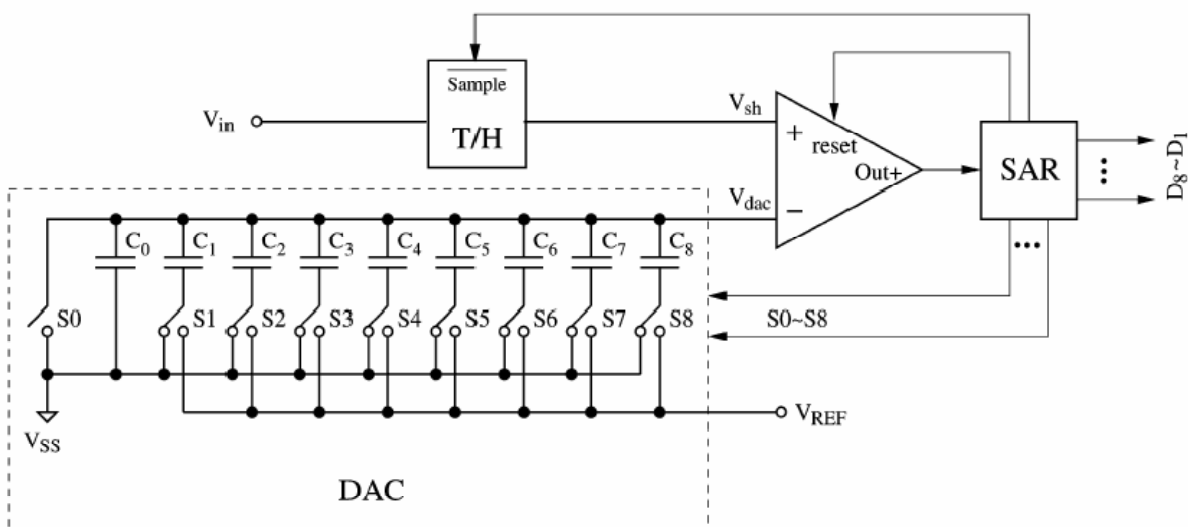 Sample
T/H
V_in
V_sh
+
reset
Out+
SAR
D_8~D_1
V_dac
−
C_0 C_1 C_2 C_3 C_4 C_5 C_6 C_7 C_8
S0 S1 S2 S3 S4 S5 S6 S7 S8
S0~S8
V_SS
V_REF
DAC